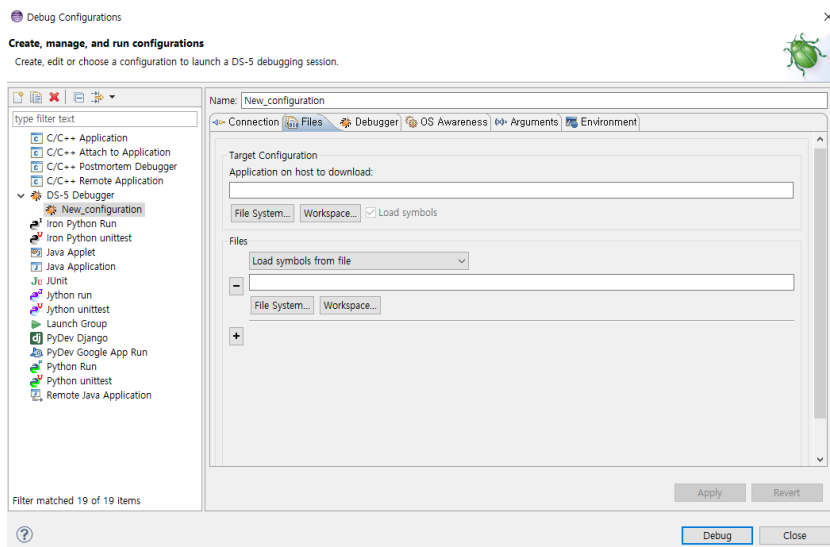 Debug Configurations
Create, manage, and run configurations
Create, edit or choose a configuration to launch a DS-5 debugging session.
type filter text
C/C++ Application
C/C++ Attach to Application
C/C++ Postmortem Debugger
C/C++ Remote Application
DS-5 Debugger
New_configuration
Iron Python Run
Iron Python unittest
Java Applet
Java Application
JUnit
Jython run
Jython unittest
Launch Group
PyDev Django
PyDev Google App Run
Python Run
Python unittest
Remote Java Application
Filter matched 19 of 19 items
Name: New_configuration
Connection Files Debugger OS Awareness Arguments Environment
Target Configuration
Application on host to download:
File System... Workspace... Load symbols
Files
Load symbols from file
File System... Workspace...
Apply Revert
Debug Close